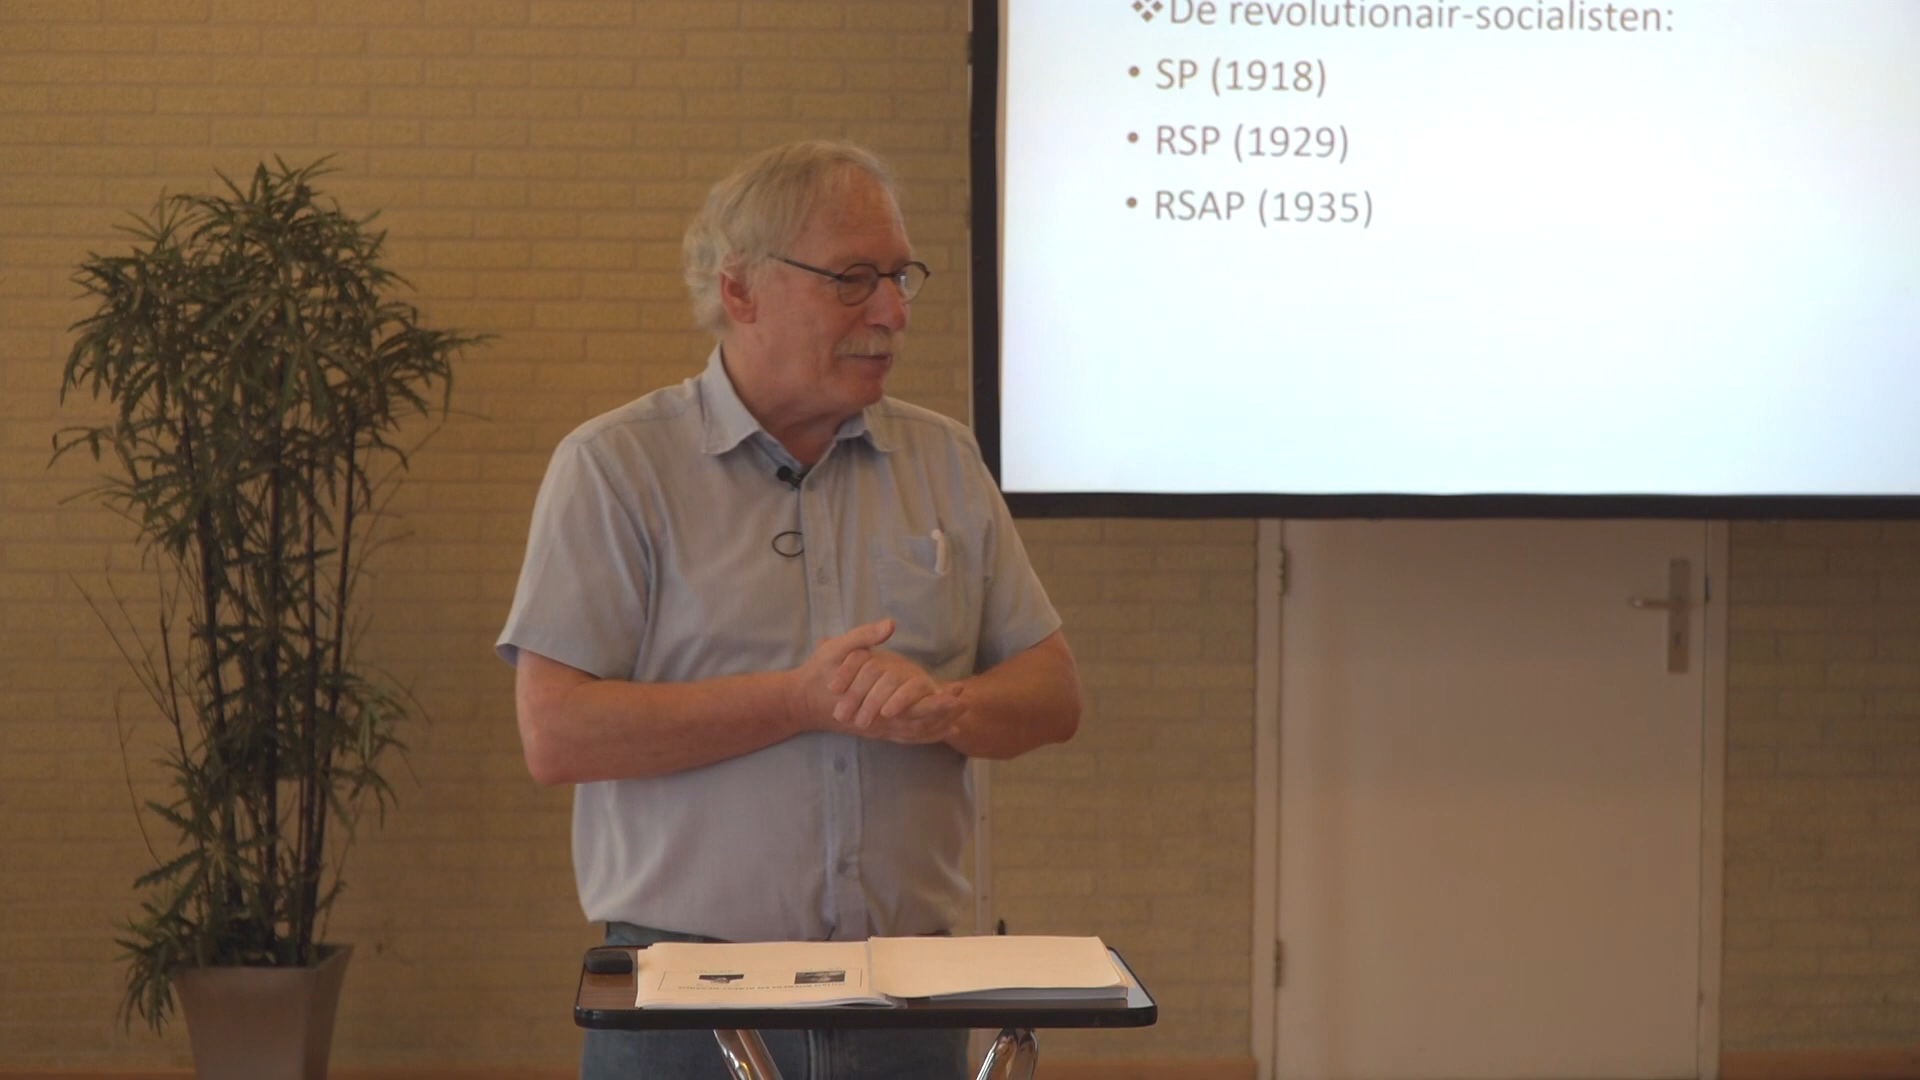 ❖De revolutionair-socialisten:
• SP (1918)
• RSP (1929)
• RSAP (1935)